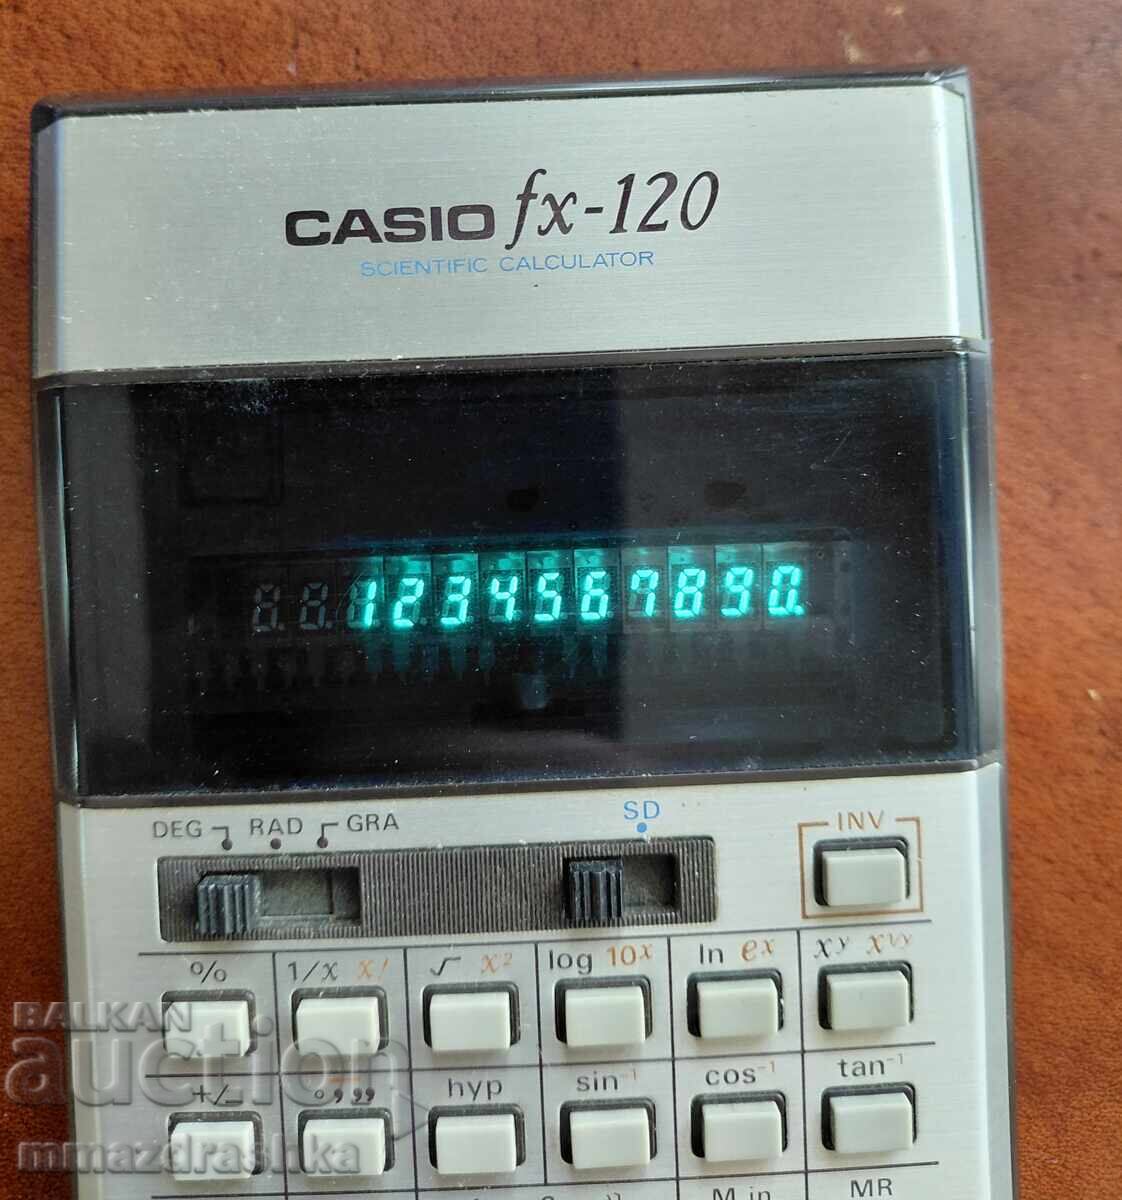 CASIO fx-120
SCIENTIFIC CALCULATOR
1234567890.
DEG RAD GRA SD INV
% 1/x x! √ x² log 10ˣ ln eˣ xʸ x¹/ʸ
+/− °,,, hyp sin⁻¹ cos⁻¹ tan⁻¹
M in MR
BALKAN
auction
mmazdrashka